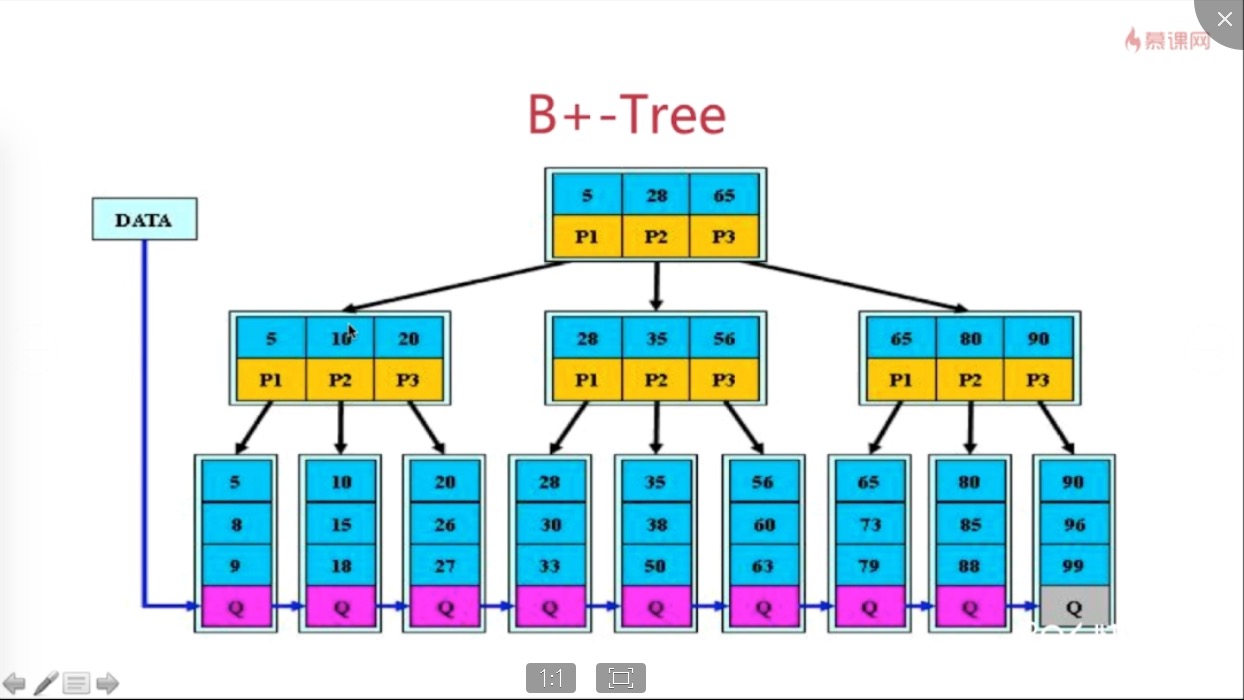 慕课网
B+-Tree
DATA
5 28 65
P1 P2 P3
5 10 20 28 35 56 65 80 90
P1 P2 P3 P1 P2 P3 P1 P2 P3
5 10 20 28 35 56 65 80 90
8 15 26 30 38 60 73 85 96
9 18 27 33 50 63 79 88 99
Q Q Q Q Q Q Q Q Q
1:1